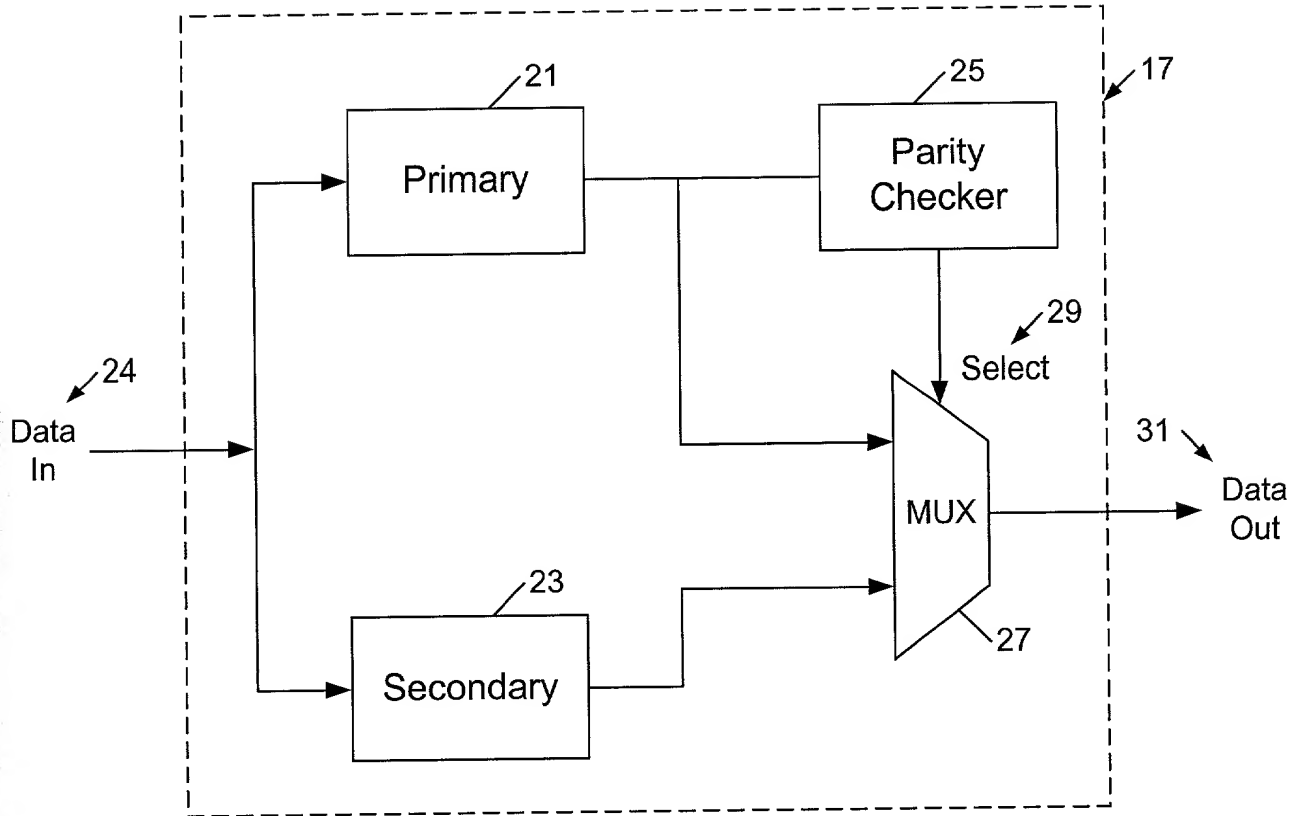 21
25
17
Primary
Parity
Checker
29
Select
24
Data
In
31
Data
Out
MUX
23
27
Secondary